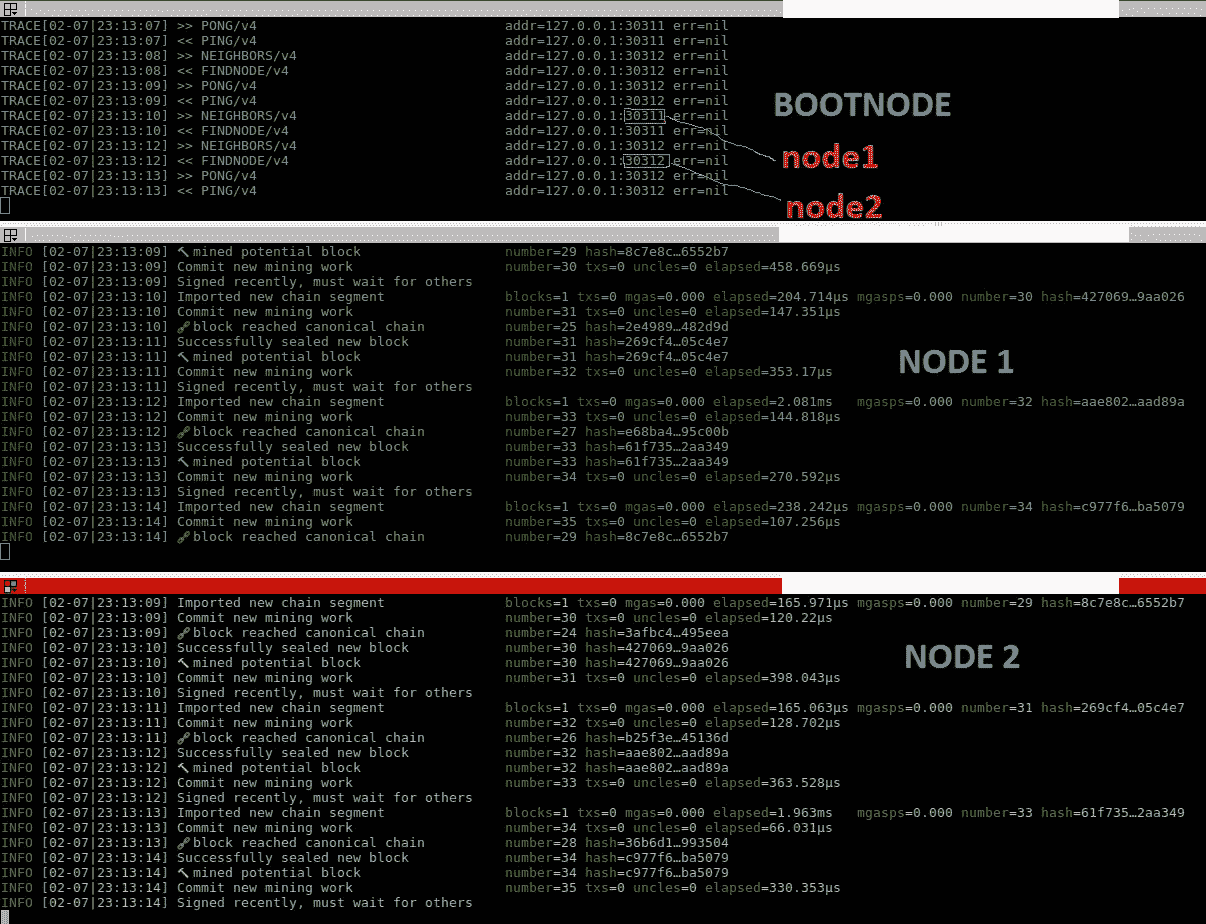 TRACE[02-07|23:13:07] >> PONG/v4 addr=127.0.0.1:30311 err=nil
TRACE[02-07|23:13:07] << PING/v4 addr=127.0.0.1:30311 err=nil
TRACE[02-07|23:13:08] >> NEIGHBORS/v4 addr=127.0.0.1:30312 err=nil
TRACE[02-07|23:13:08] << FINDNODE/v4 addr=127.0.0.1:30312 err=nil
TRACE[02-07|23:13:09] >> PONG/v4 addr=127.0.0.1:30312 err=nil
TRACE[02-07|23:13:09] << PING/v4 addr=127.0.0.1:30312 err=nil
TRACE[02-07|23:13:10] >> NEIGHBORS/v4 addr=127.0.0.1:30311 err=nil
TRACE[02-07|23:13:10] << FINDNODE/v4 addr=127.0.0.1:30311 err=nil
TRACE[02-07|23:13:12] >> NEIGHBORS/v4 addr=127.0.0.1:30312 err=nil
TRACE[02-07|23:13:12] << FINDNODE/v4 addr=127.0.0.1:30312 err=nil
TRACE[02-07|23:13:13] >> PONG/v4 addr=127.0.0.1:30312 err=nil
TRACE[02-07|23:13:13] << PING/v4 addr=127.0.0.1:30312 err=nil
BOOTNODE
node1
node2
INFO [02-07|23:13:09] 🔨 mined potential block number=29 hash=8c7e8c…6552b7
INFO [02-07|23:13:09] Commit new mining work number=30 txs=0 uncles=0 elapsed=458.669µs
INFO [02-07|23:13:09] Signed recently, must wait for others
INFO [02-07|23:13:10] Imported new chain segment blocks=1 txs=0 mgas=0.000 elapsed=204.714µs mgasps=0.000 number=30 hash=427069…9aa026
INFO [02-07|23:13:10] Commit new mining work number=31 txs=0 uncles=0 elapsed=147.351µs
INFO [02-07|23:13:10] 🔗 block reached canonical chain number=25 hash=2e4989…482d9d
INFO [02-07|23:13:11] Successfully sealed new block number=31 hash=269cf4…05c4e7
INFO [02-07|23:13:11] 🔨 mined potential block number=31 hash=269cf4…05c4e7
INFO [02-07|23:13:11] Commit new mining work number=32 txs=0 uncles=0 elapsed=353.17µs
INFO [02-07|23:13:11] Signed recently, must wait for others
INFO [02-07|23:13:12] Imported new chain segment blocks=1 txs=0 mgas=0.000 elapsed=2.081ms mgasps=0.000 number=32 hash=aae802…aad89a
INFO [02-07|23:13:12] Commit new mining work number=33 txs=0 uncles=0 elapsed=144.818µs
INFO [02-07|23:13:12] 🔗 block reached canonical chain number=27 hash=e68ba4…95c00b
INFO [02-07|23:13:13] Successfully sealed new block number=33 hash=61f735…2aa349
INFO [02-07|23:13:13] 🔨 mined potential block number=33 hash=61f735…2aa349
INFO [02-07|23:13:13] Commit new mining work number=34 txs=0 uncles=0 elapsed=270.592µs
INFO [02-07|23:13:13] Signed recently, must wait for others
INFO [02-07|23:13:14] Imported new chain segment blocks=1 txs=0 mgas=0.000 elapsed=238.242µs mgasps=0.000 number=34 hash=c977f6…ba5079
INFO [02-07|23:13:14] Commit new mining work number=35 txs=0 uncles=0 elapsed=107.256µs
INFO [02-07|23:13:14] 🔗 block reached canonical chain number=29 hash=8c7e8c…6552b7
NODE 1
INFO [02-07|23:13:09] Imported new chain segment blocks=1 txs=0 mgas=0.000 elapsed=165.971µs mgasps=0.000 number=29 hash=8c7e8c…6552b7
INFO [02-07|23:13:09] Commit new mining work number=30 txs=0 uncles=0 elapsed=120.22µs
INFO [02-07|23:13:09] 🔗 block reached canonical chain number=24 hash=3afbc4…495eea
INFO [02-07|23:13:10] Successfully sealed new block number=30 hash=427069…9aa026
INFO [02-07|23:13:10] 🔨 mined potential block number=30 hash=427069…9aa026
INFO [02-07|23:13:10] Commit new mining work number=31 txs=0 uncles=0 elapsed=398.043µs
INFO [02-07|23:13:10] Signed recently, must wait for others
INFO [02-07|23:13:11] Imported new chain segment blocks=1 txs=0 mgas=0.000 elapsed=165.063µs mgasps=0.000 number=31 hash=269cf4…05c4e7
INFO [02-07|23:13:11] Commit new mining work number=32 txs=0 uncles=0 elapsed=128.702µs
INFO [02-07|23:13:11] 🔗 block reached canonical chain number=26 hash=b25f3e…45136d
INFO [02-07|23:13:12] Successfully sealed new block number=32 hash=aae802…aad89a
INFO [02-07|23:13:12] 🔨 mined potential block number=32 hash=aae802…aad89a
INFO [02-07|23:13:12] Commit new mining work number=33 txs=0 uncles=0 elapsed=363.528µs
INFO [02-07|23:13:12] Signed recently, must wait for others
INFO [02-07|23:13:13] Imported new chain segment blocks=1 txs=0 mgas=0.000 elapsed=1.963ms mgasps=0.000 number=33 hash=61f735…2aa349
INFO [02-07|23:13:13] Commit new mining work number=34 txs=0 uncles=0 elapsed=66.031µs
INFO [02-07|23:13:13] 🔗 block reached canonical chain number=28 hash=36b6d1…993504
INFO [02-07|23:13:14] Successfully sealed new block number=34 hash=c977f6…ba5079
INFO [02-07|23:13:14] 🔨 mined potential block number=34 hash=c977f6…ba5079
INFO [02-07|23:13:14] Commit new mining work number=35 txs=0 uncles=0 elapsed=330.353µs
INFO [02-07|23:13:14] Signed recently, must wait for others
NODE 2